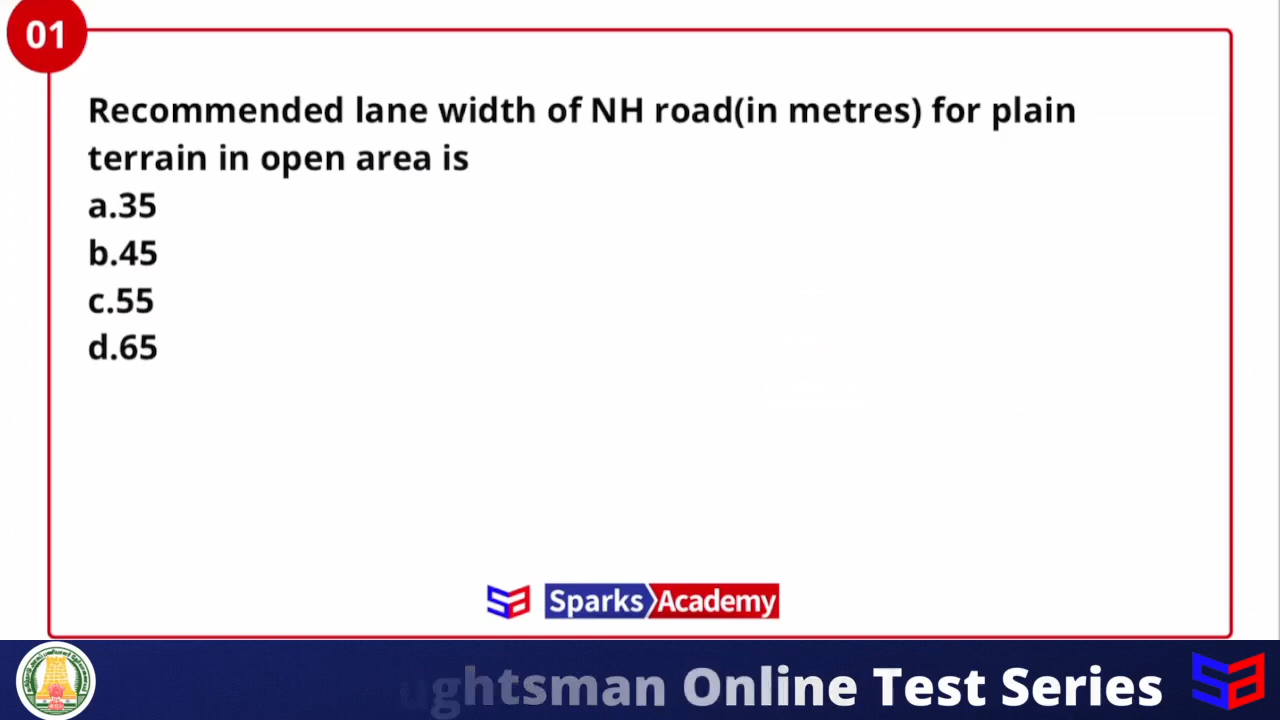 01
Recommended lane width of NH road(in metres) for plain
terrain in open area is
a.35
b.45
c.55
d.65
Sparks Academy
ughtsman Online Test Series